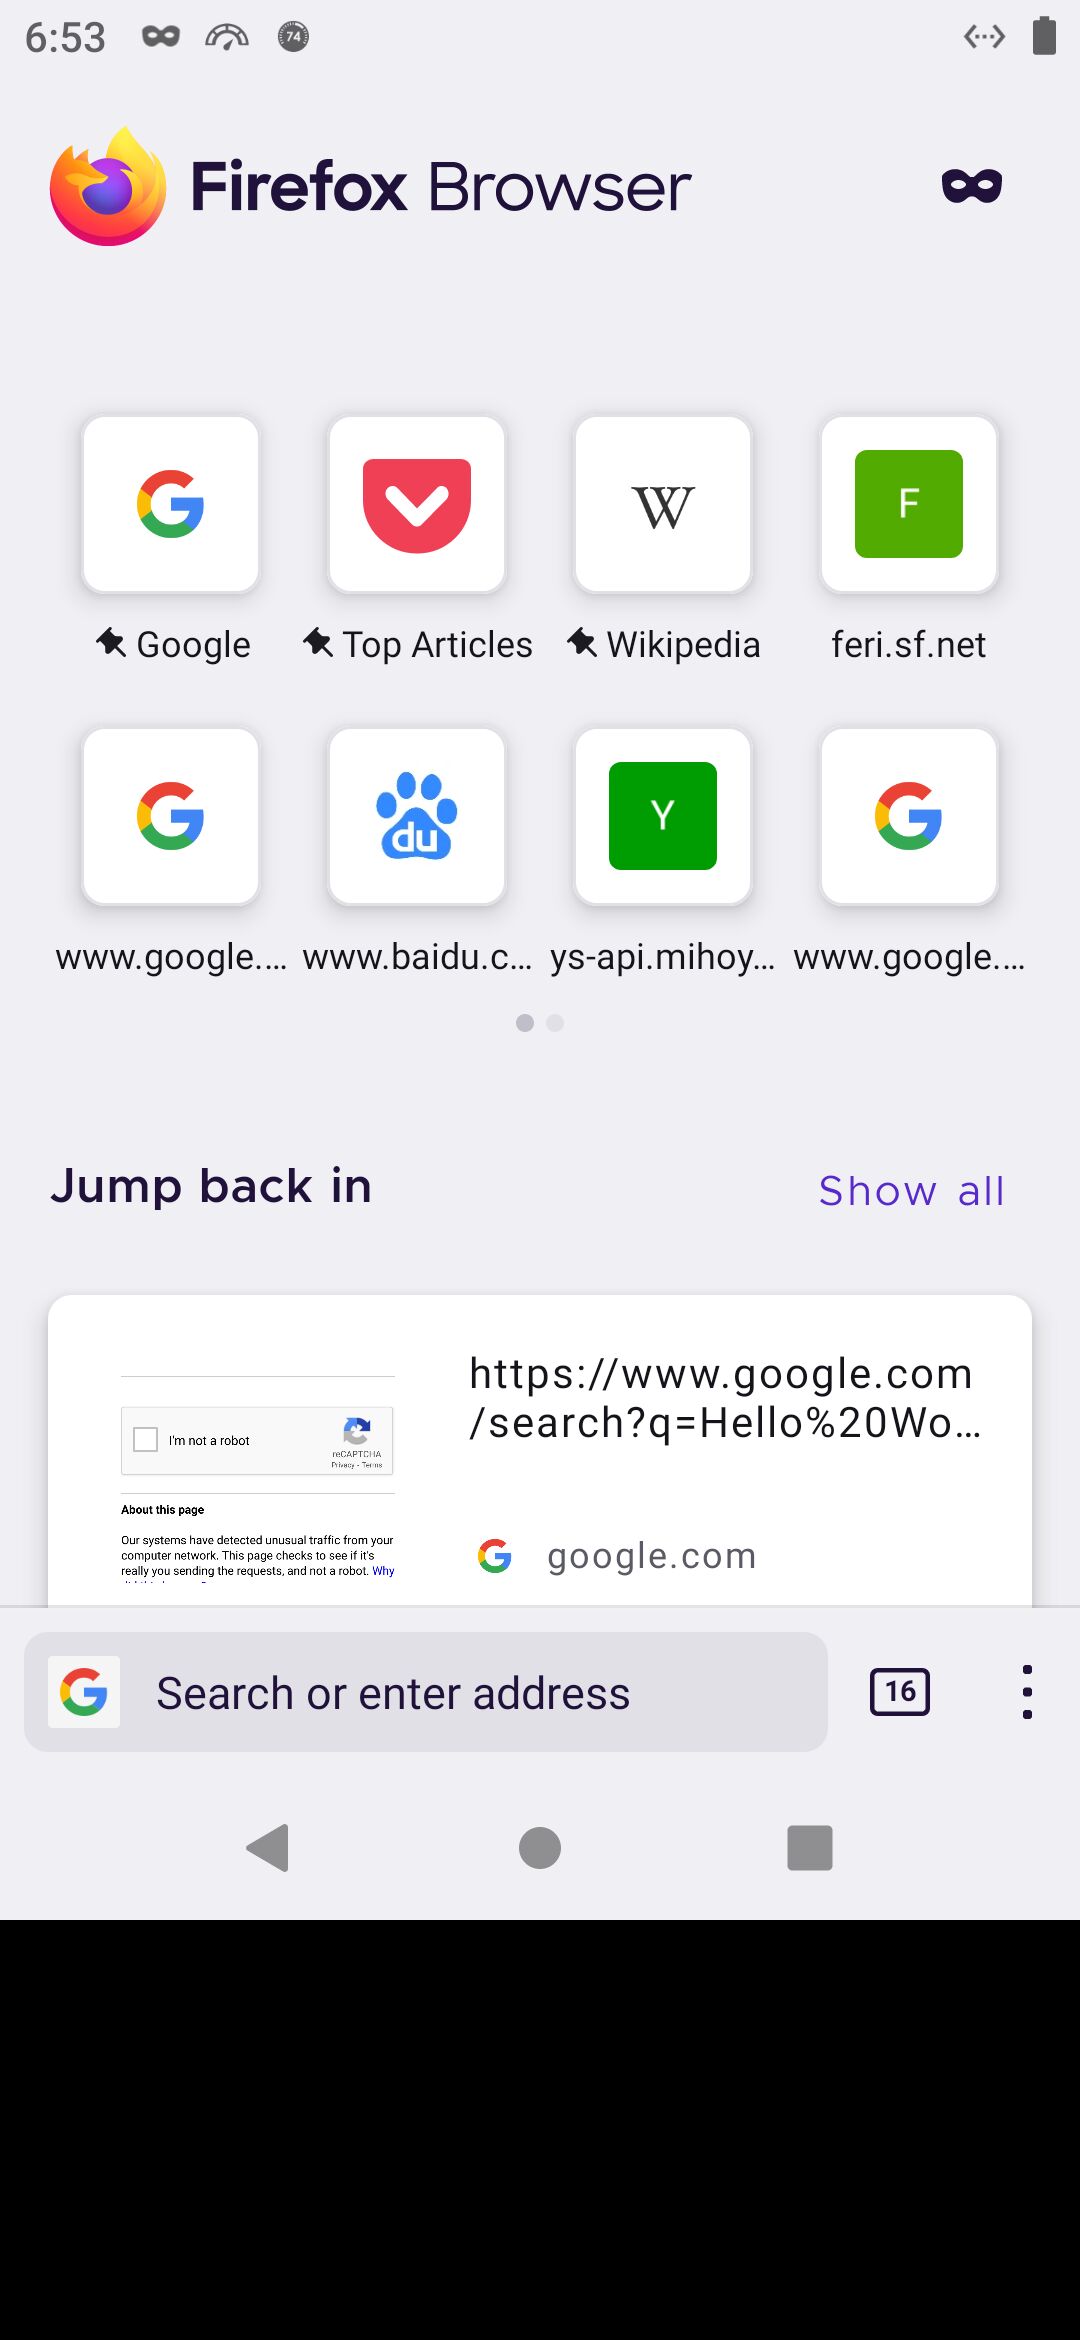 6:53
74
Firefox Browser
F
Google
Top Articles
Wikipedia
feri.sf.net
du
Y
www.google.…
www.baidu.c…
ys-api.mihoy…
www.google.…
Jump back in
Show all
https://www.google.com
/search?q=Hello%20Wo…
I'm not a robot
reCAPTCHA
Privacy - Terms
About this page
Our systems have detected unusual traffic from your
computer network. This page checks to see if it's
really you sending the requests, and not a robot. Why
google.com
Search or enter address
16